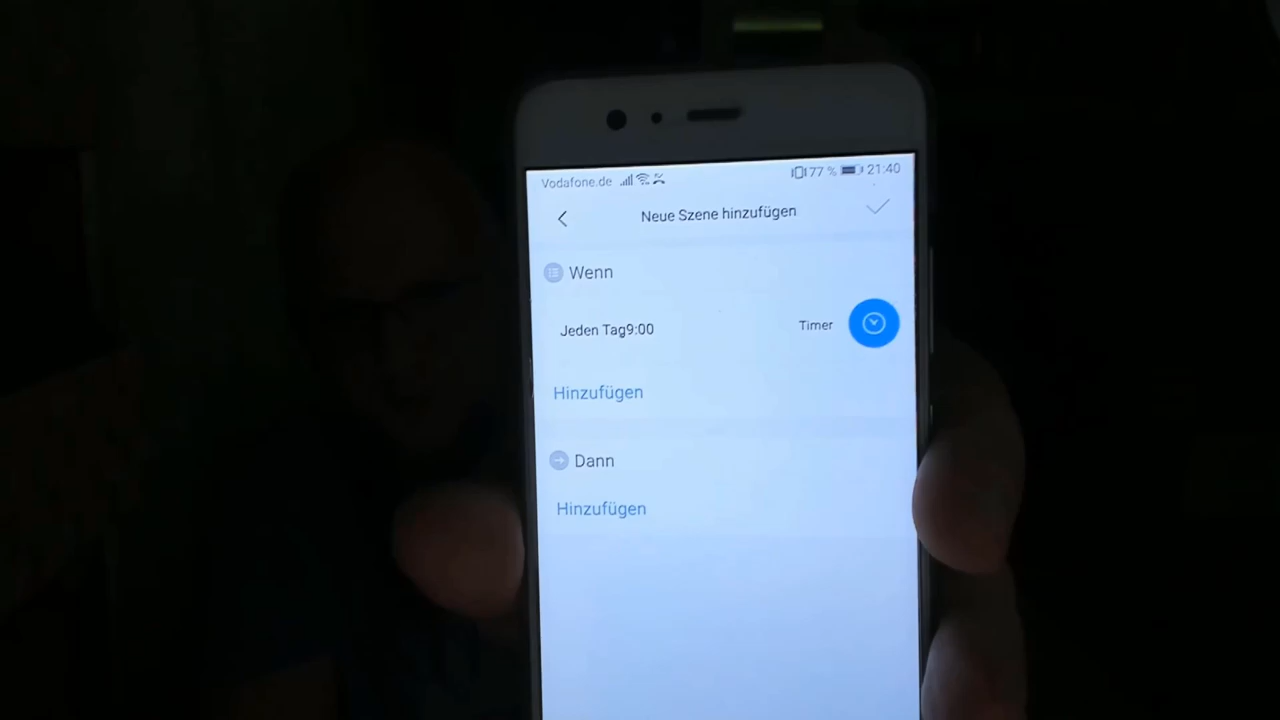 Vodafone.de 77 % 21:40
Neue Szene hinzufügen
Wenn
Jeden Tag9:00 Timer
Hinzufügen
Dann
Hinzufügen